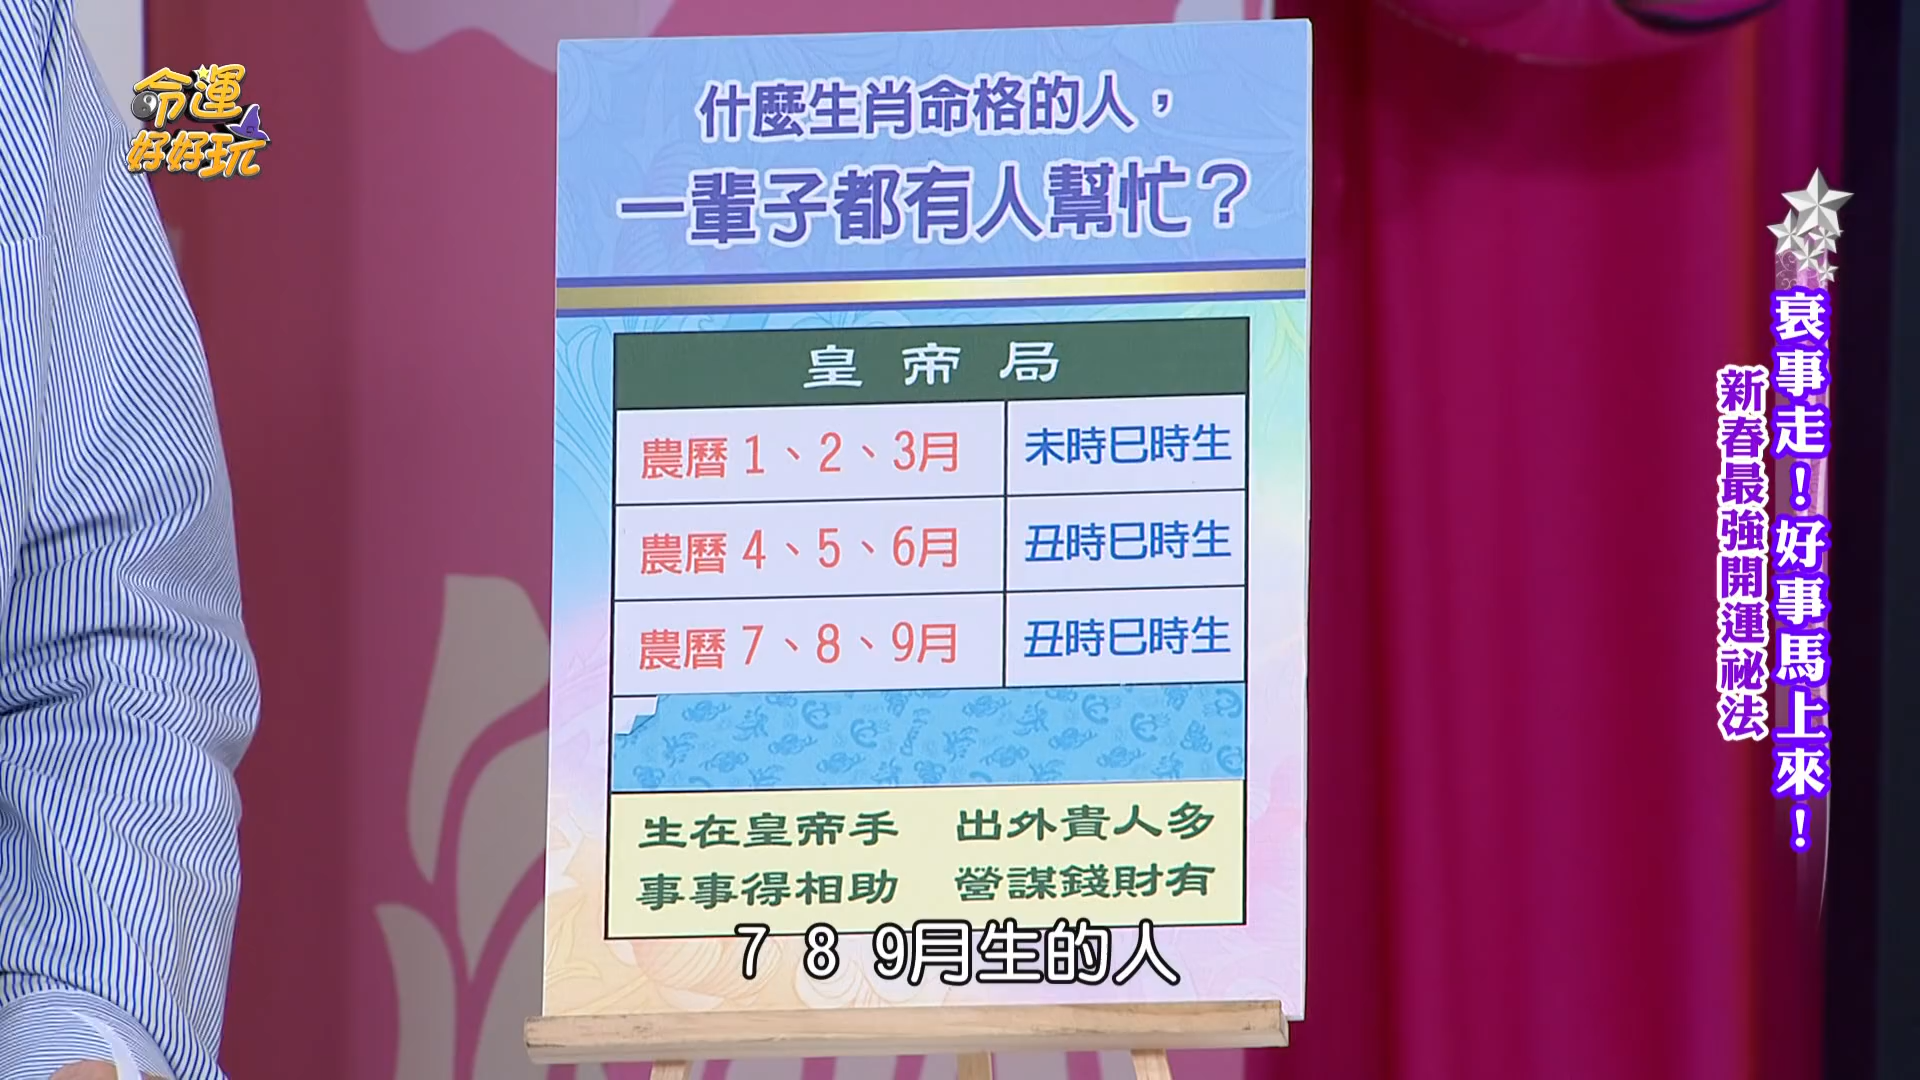 命運
好好玩
什麼生肖命格的人，
一輩子都有人幫忙？
皇帝局
農曆1、2、3月 未時巳時生
農曆4、5、6月 丑時巳時生
農曆7、8、9月 丑時巳時生
生在皇帝手 出外貴人多
事事得相助 營謀錢財有
7 8 9月生的人
衰事走！好事馬上來！
新春最強開運祕法